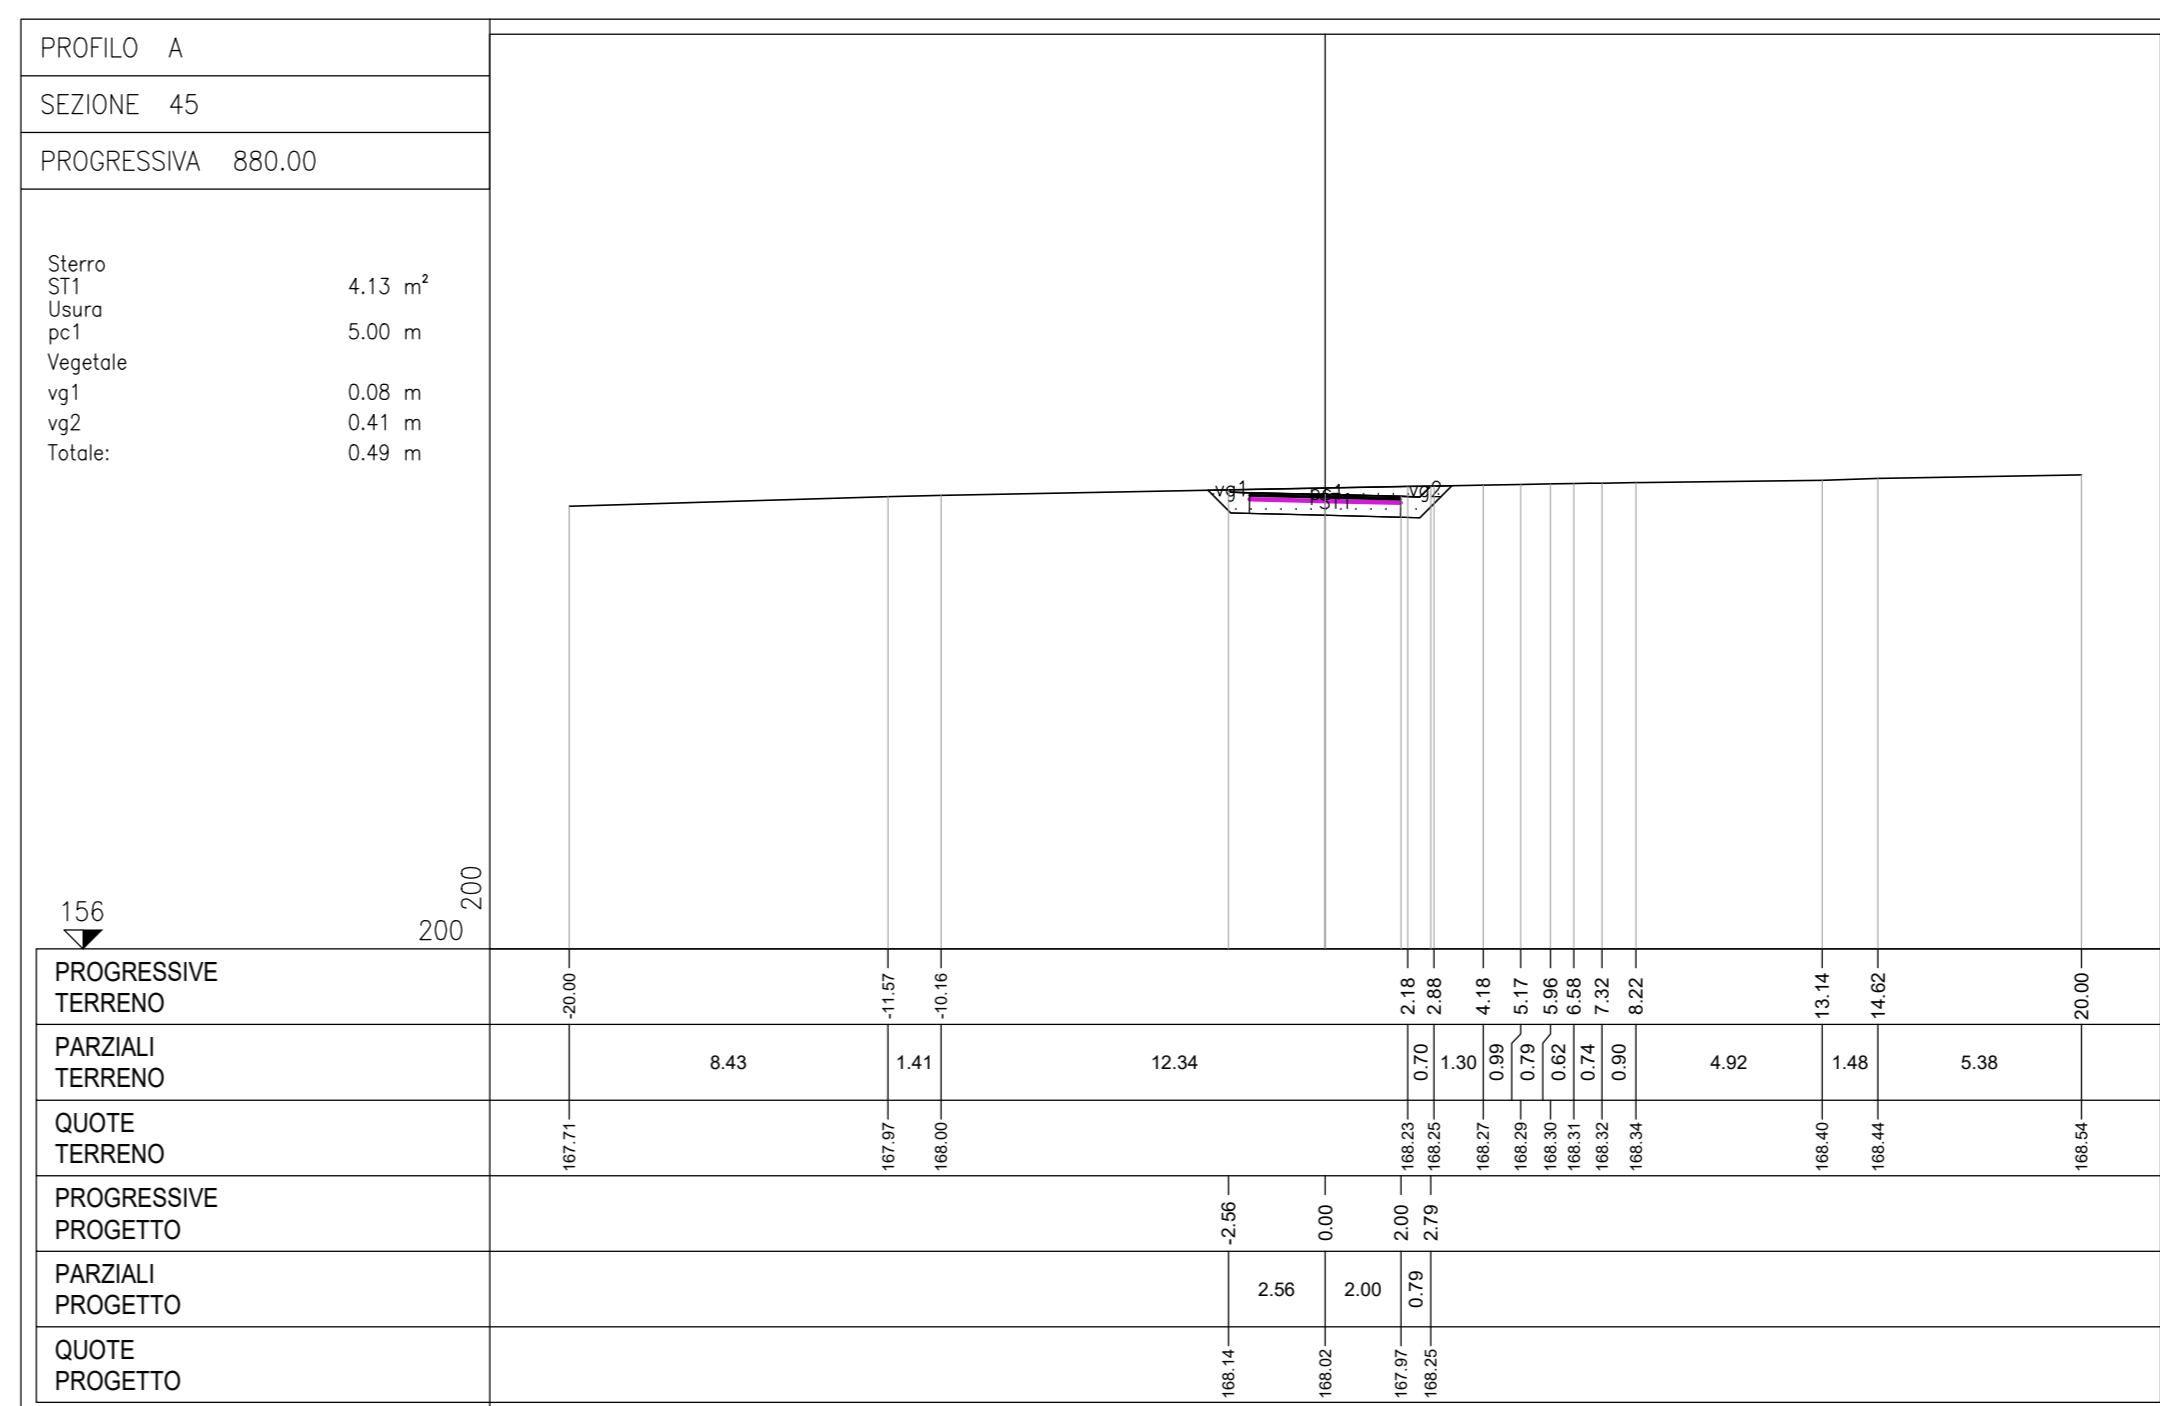 PROFILO A
SEZIONE 45
PROGRESSIVA 880.00
Sterro
ST1 4.13 m²
Usura
pc1 5.00 m
Vegetale
vg1 0.08 m
vg2 0.41 m
Totale: 0.49 m
vg1 pc1 vg2
ST1
156
200
200
PROGRESSIVE TERRENO
-20.00 -11.57 -10.16 2.18 2.88 4.18 5.17 5.96 6.58 7.32 8.22 13.14 14.62 20.00
PARZIALI TERRENO
8.43 1.41 12.34 0.70 1.30 0.99 0.79 0.62 0.74 0.90 4.92 1.48 5.38
QUOTE TERRENO
167.71 167.97 168.00 168.23 168.25 168.27 168.29 168.30 168.31 168.32 168.34 168.40 168.44 168.54
PROGRESSIVE PROGETTO
-2.56 0.00 2.00 2.79
PARZIALI PROGETTO
2.56 2.00 0.79
QUOTE PROGETTO
168.14 168.02 167.97 168.25